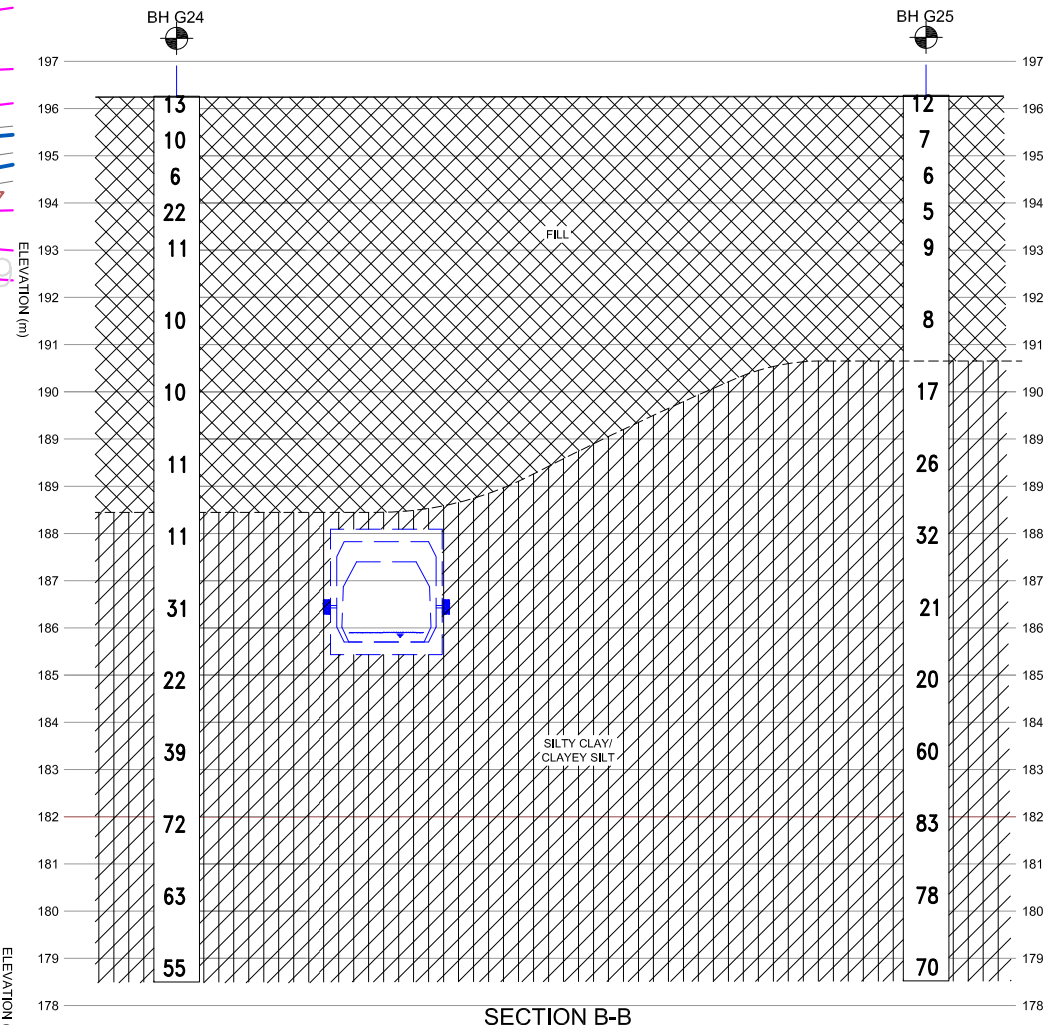 BH G24 BH G25
197 197
196 13 12 196
10 7
195 195
6 6
194 194
22 5
FILL
193 11 9 193
ELEVATION (m)
192 192
10 8
191 191
190 10 17 190
189 189
11 26
189 189
188 11 32 188
187 187
31 21
186 186
185 22 20 185
184 184
SILTY CLAY/
39 60
CLAYEY SILT
183 183
182 72 83 182
181 181
63 78
180 180
179 55 70 179
ELEVATION
178 178
SECTION B-B